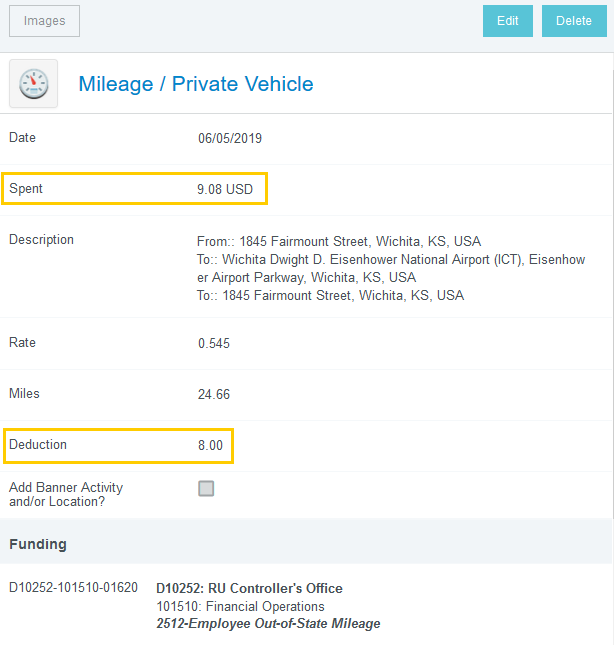 Images
Edit
Delete
Mileage / Private Vehicle
Date
06/05/2019
Spent
9.08 USD
Description
From:: 1845 Fairmount Street, Wichita, KS, USA
To:: Wichita Dwight D. Eisenhower National Airport (ICT), Eisenhow
er Airport Parkway, Wichita, KS, USA
To:: 1845 Fairmount Street, Wichita, KS, USA
Rate
0.545
Miles
24.66
Deduction
8.00
Add Banner Activity
and/or Location?
Funding
D10252-101510-01620
D10252: RU Controller's Office
101510: Financial Operations
2512-Employee Out-of-State Mileage